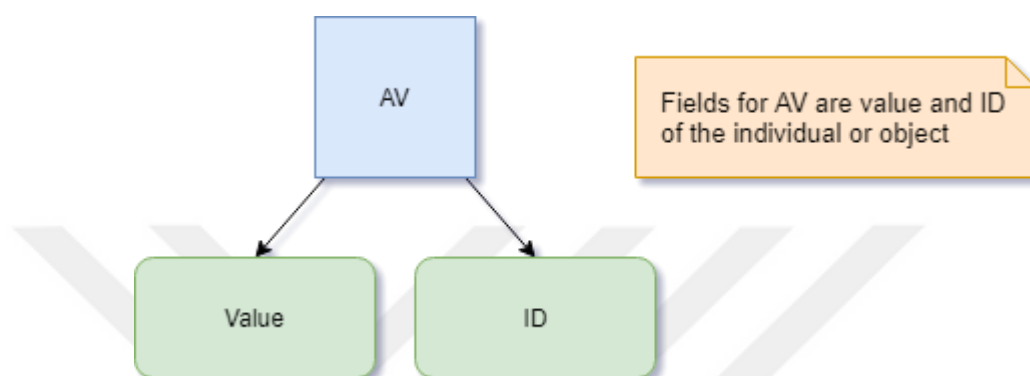 AV
Fields for AV are value and ID
of the individual or object
Value
ID